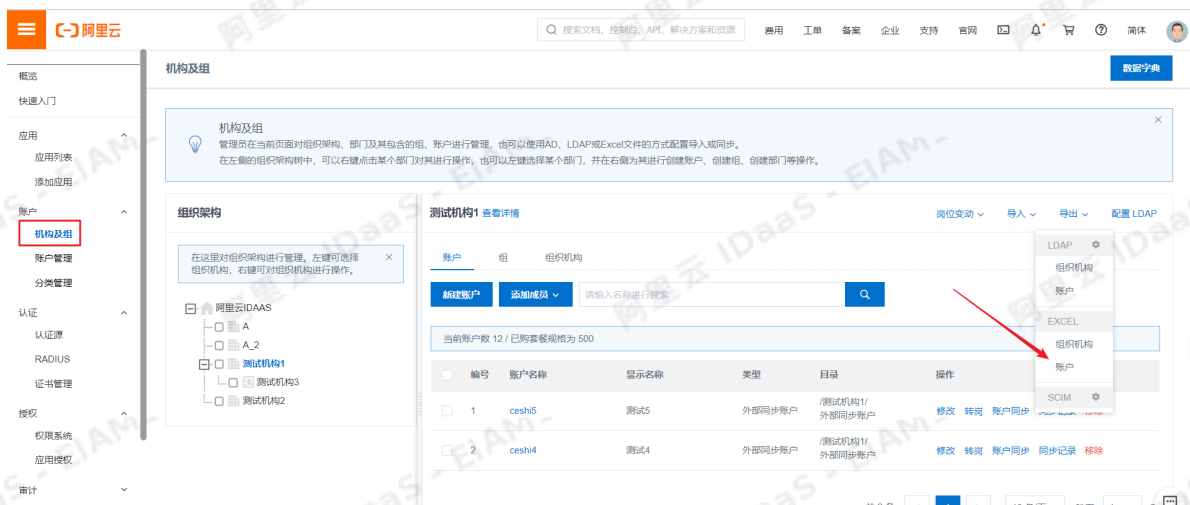 阿里云
搜索文档、控制台、API、解决方案和资源
费用 工单 备案 企业 支持 官网 简体
概览
快速入门
应用
应用列表
添加应用
账户
机构及组
账户管理
分类管理
认证
认证源
RADIUS
证书管理
授权
权限系统
应用授权
审计
机构及组
数据字典
机构及组
管理员在当前页面对组织架构、部门及其包含的组、账户进行管理，也可以使用AD、LDAP或Excel文件的方式配置导入或同步。
在左侧的组织架构树中，可以右键点击某个部门对其进行操作，也可以左键选择某个部门，并在右侧为其进行创建账户、创建组、创建部门等操作。
组织架构
在这里对组织架构进行管理。左键可选择
组织机构，右键可对组织机构进行操作。
阿里云IDAAS
A
A_2
测试机构1
测试机构3
测试机构2
测试机构1 查看详情
岗位变动 导入 导出 配置 LDAP
账户 组 组织机构
新建账户 添加成员 请输入名称进行搜索
LDAP
组织机构
账户
EXCEL
组织机构
账户
SCIM
当前账户数 12 / 已购套餐规格为 500
编号 账户名称 显示名称 类型 目录 操作
1 ceshi5 测试5 外部同步账户 /测试机构1/
外部同步账户
修改 转岗 账户同步 同步记录 移除
2 ceshi4 测试4 外部同步账户 /测试机构1/
外部同步账户
修改 转岗 账户同步 同步记录 移除
阿里云 IDaaS - EIAM